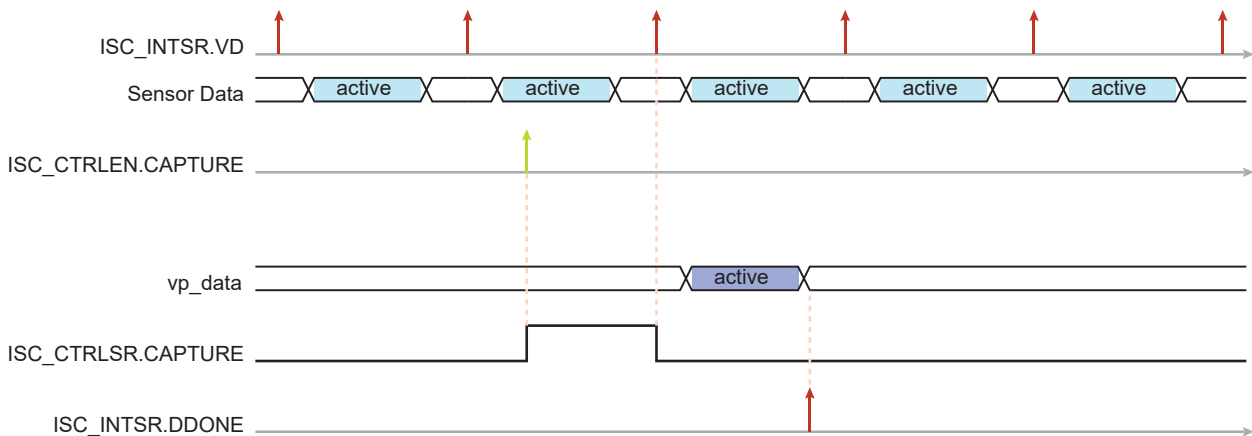 ISC_INTSR.VD
Sensor Data
active
active
active
active
active
ISC_CTRLEN.CAPTURE
vp_data
active
ISC_CTRLSR.CAPTURE
ISC_INTSR.DDONE